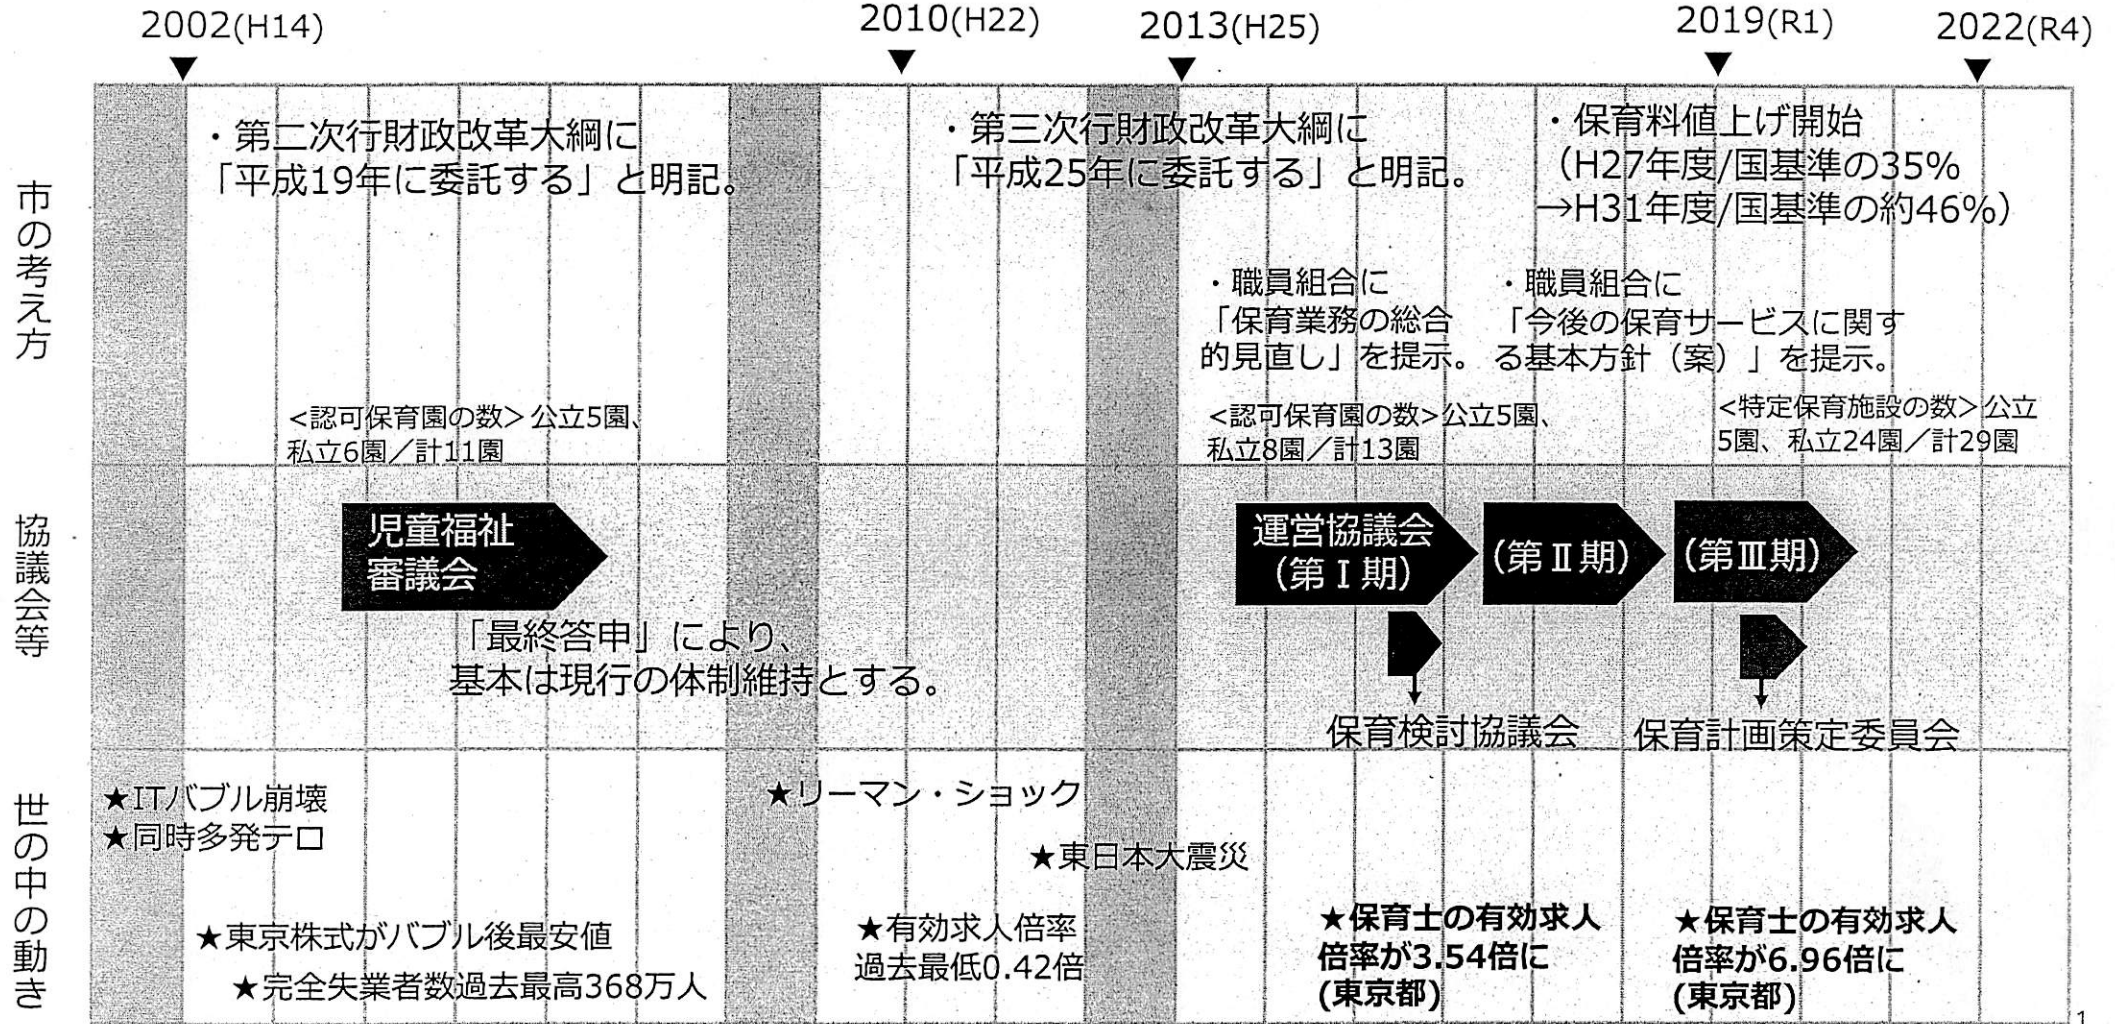 2002(H14)
2010(H22)
2013(H25)
2019(R1)
2022(R4)
市の考え方
・第二次行財政改革大綱に
「平成19年に委託する」と明記。
・第三次行財政改革大綱に
「平成25年に委託する」と明記。
・保育料値上げ開始
（H27年度/国基準の35%
→H31年度/国基準の約46%）
・職員組合に
「保育業務の総合
的見直し」を提示。
・職員組合に
「今後の保育サービスに関す
る基本方針（案）」を提示。
<認可保育園の数>公立5園、
私立6園／計11園
<認可保育園の数>公立5園、
私立8園／計13園
<特定保育施設の数>公立
5園、私立24園／計29園
協議会等
児童福祉
審議会
「最終答申」により、
基本は現行の体制維持とする。
運営協議会
（第Ⅰ期）
（第Ⅱ期）
（第Ⅲ期）
保育検討協議会
保育計画策定委員会
世の中の動き
★ITバブル崩壊
★同時多発テロ
★東京株式がバブル後最安値
★完全失業者数過去最高368万人
★リーマン・ショック
★東日本大震災
★有効求人倍率
過去最低0.42倍
★保育士の有効求人
倍率が3.54倍に
(東京都)
★保育士の有効求人
倍率が6.96倍に
(東京都)
1